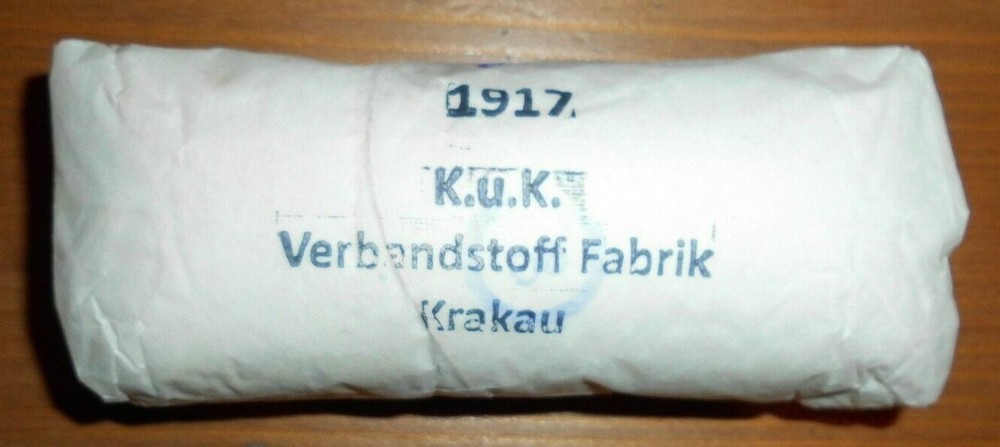 1917
K.u.K.
Verbandstoff Fabrik
Krakau